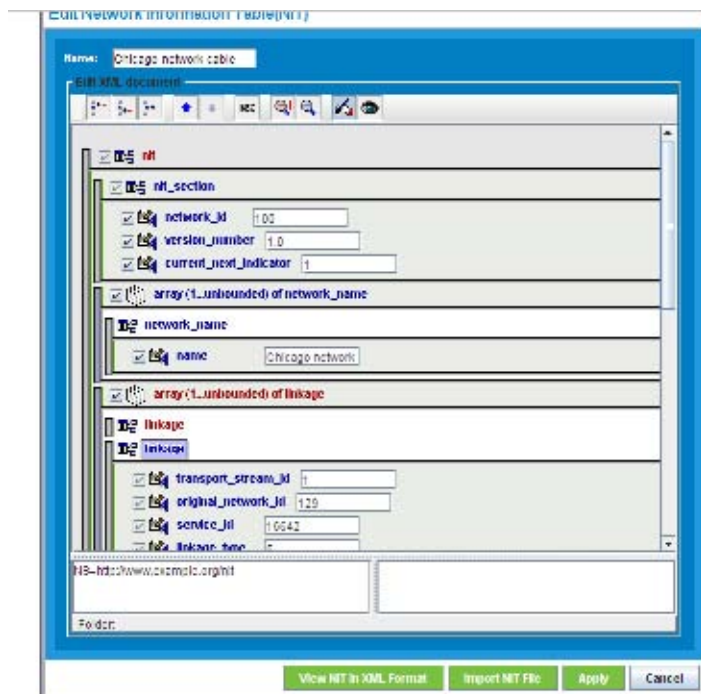 Edit Network Information Table(NIT)
Name: Chicago network cable
Edit XML document
nit
nit_section
network_id 100
version_number 1.0
current_next_indicator 1
array (1...unbounded) of network_name
network_name
name Chicago network
array (1...unbounded) of linkage
linkage
linkage
transport_stream_id 1
original_network_id 129
service_id 16642
linkage_type
NS=http://www.example.org/nit
Folder:
View NIT in XML Format Import NIT File Apply Cancel